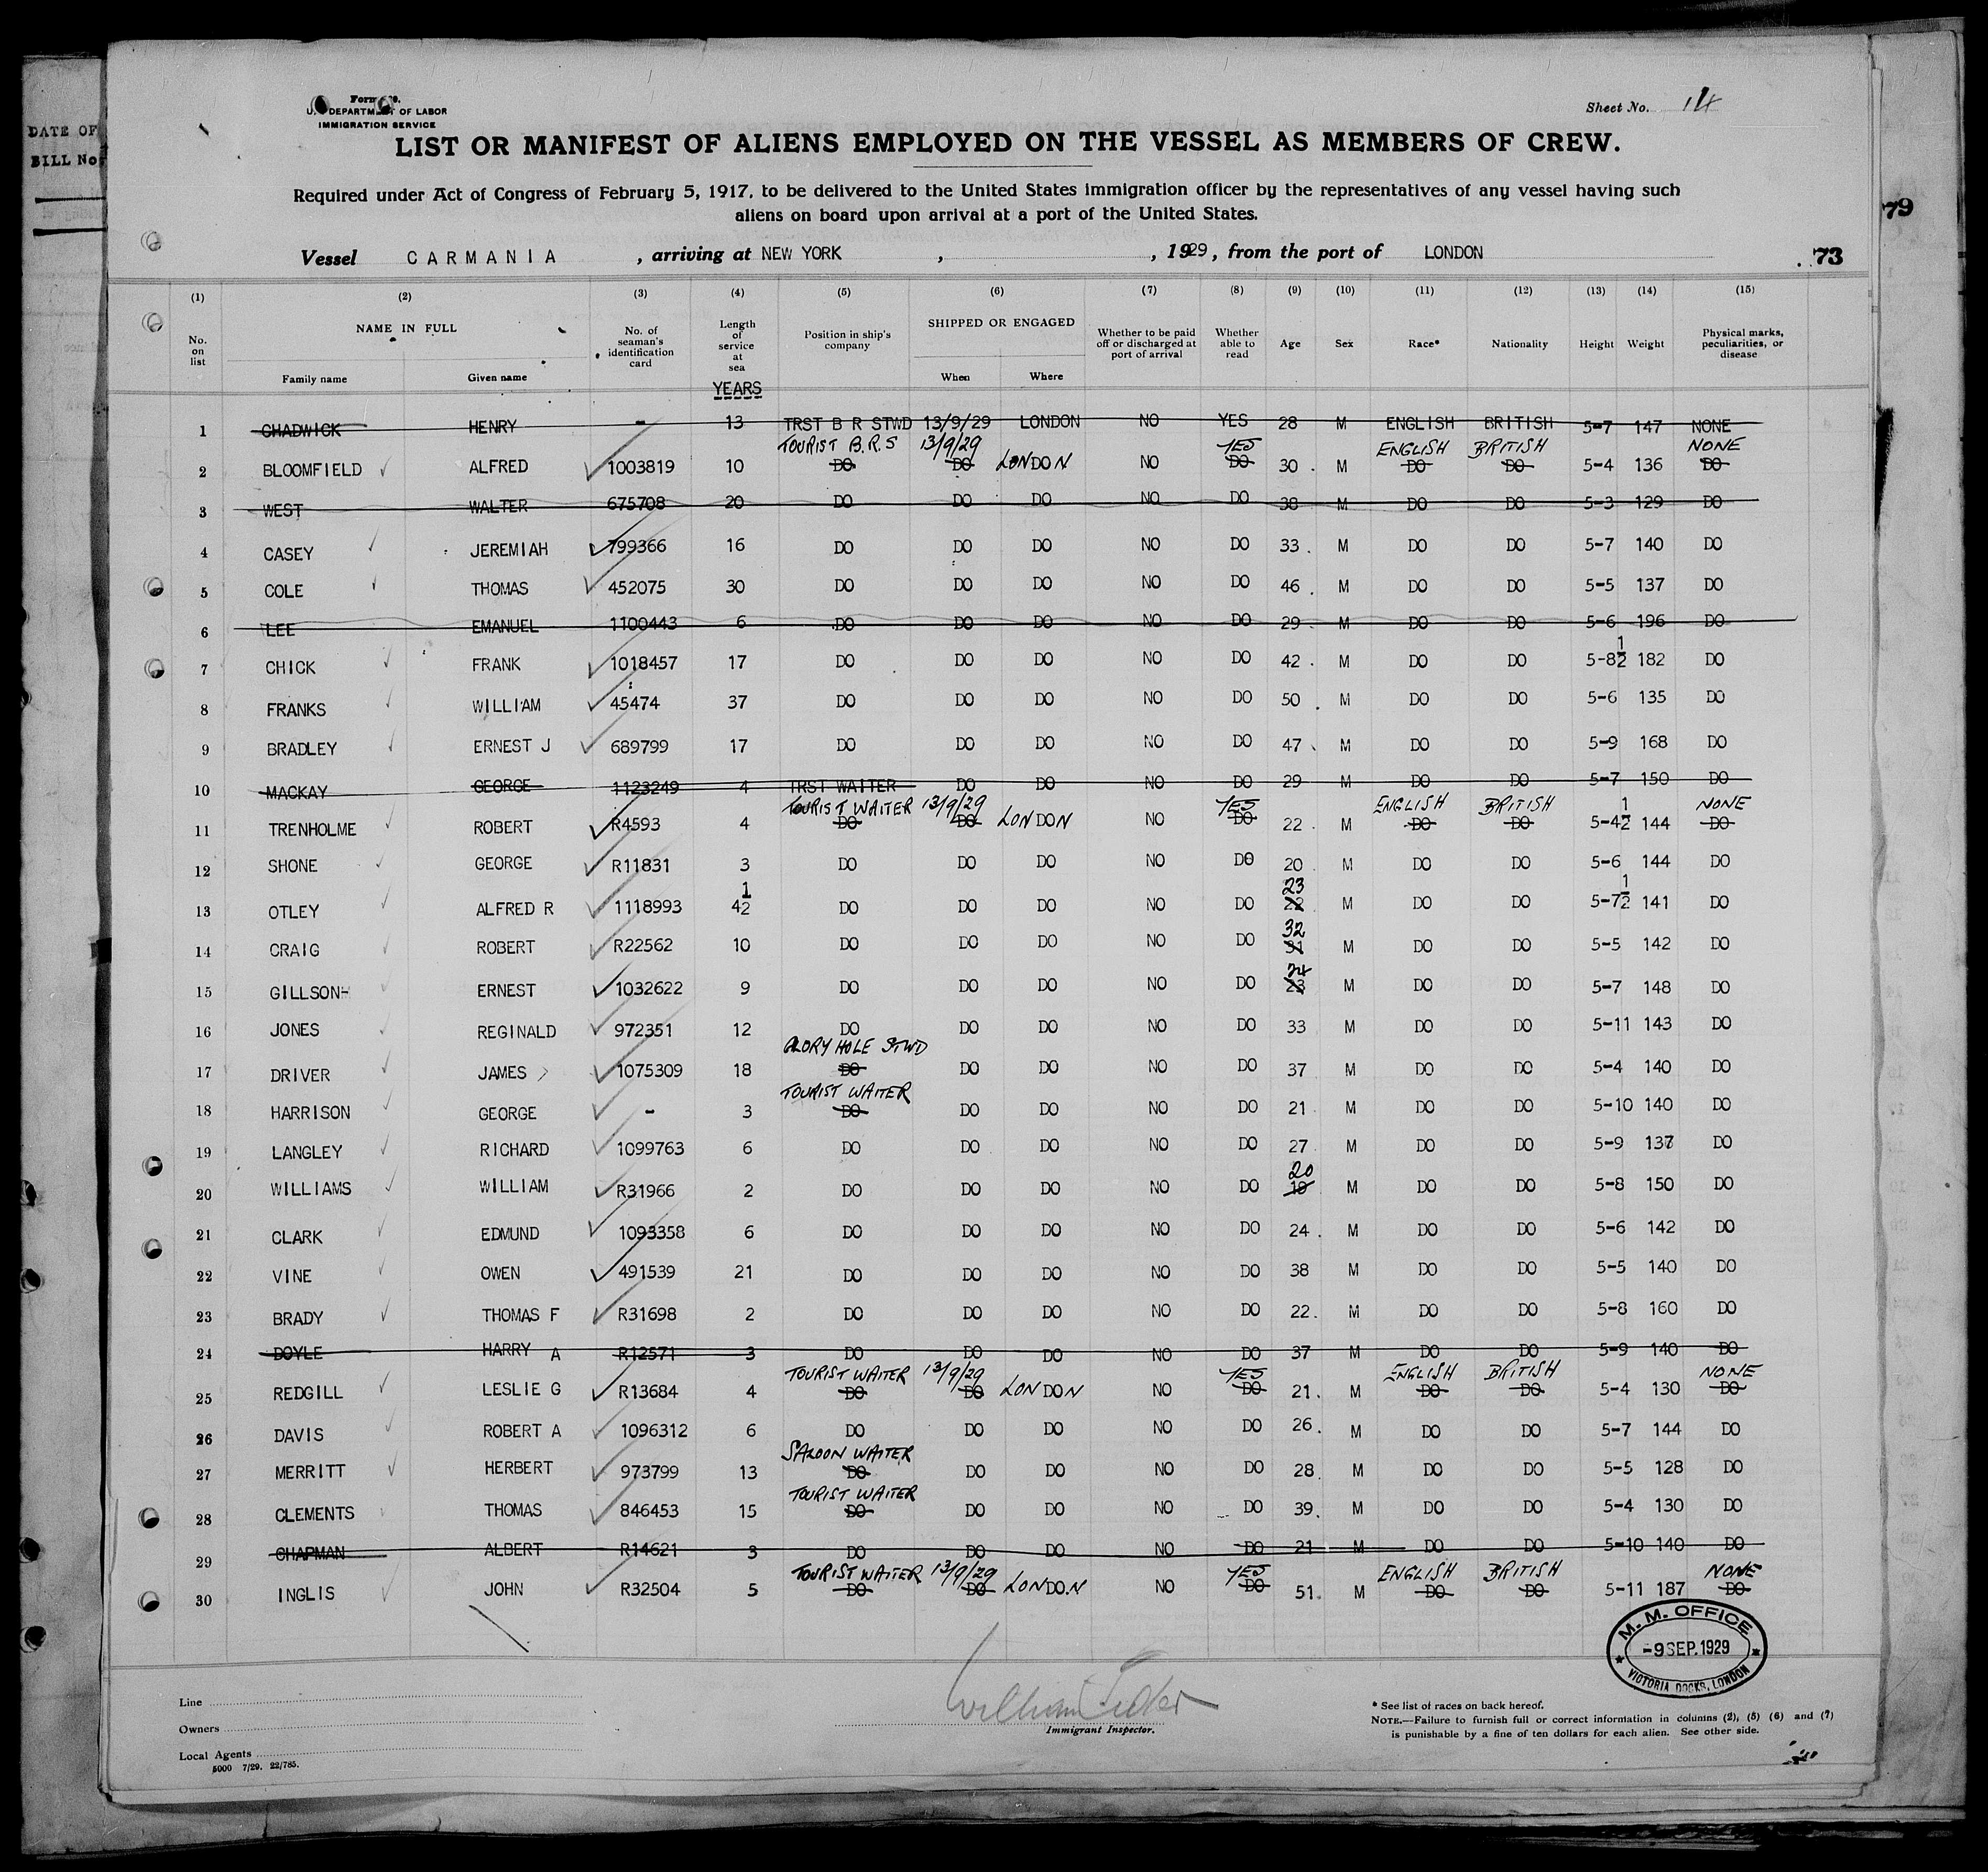 DATE OF
BILL No
U. S. DEPARTMENT OF LABOR
IMMIGRATION SERVICE
Sheet No. 14
LIST OR MANIFEST OF ALIENS EMPLOYED ON THE VESSEL AS MEMBERS OF CREW.
Required under Act of Congress of February 5, 1917, to be delivered to the United States immigration officer by the representatives of any vessel having such
aliens on board upon arrival at a port of the United States.
79
Vessel CARMANIA , arriving at NEW YORK , , 1929, from the port of LONDON
73
(1) (2) (3) (4) (5) (6) (7) (8) (9) (10) (11) (12) (13) (14) (15)
No. on list NAME IN FULL Family name Given name No. of seaman's identification card Length of service at sea YEARS Position in ship's company SHIPPED OR ENGAGED When Where Whether to be paid off or discharged at port of arrival Whether able to read Age Sex Race* Nationality Height Weight Physical marks, peculiarities, or disease
1 CHADWICK HENRY - 13 TRST B R STWD 13/9/29 LONDON NO YES 28 M ENGLISH BRITISH 5-7 147 NONE
TOURIST B.R.S 13/9/29 YES ENGLISH BRITISH NONE
2 BLOOMFIELD ALFRED 1003819 10 DO DO LONDON NO DO 30 M DO DO 5-4 136 DO
3 WEST WALTER 675708 20 DO DO DO NO DO 38 M DO DO 5-3 129 DO
4 CASEY JEREMIAH 799366 16 DO DO DO NO DO 33 M DO DO 5-7 140 DO
5 COLE THOMAS 452075 30 DO DO DO NO DO 46 M DO DO 5-5 137 DO
6 LEE EMANUEL 1100443 6 DO DO DO NO DO 29 M DO DO 5-6 196 DO
7 CHICK FRANK 1018457 17 DO DO DO NO DO 42 M DO DO 5-8½ 182 DO
8 FRANKS WILLIAM 45474 37 DO DO DO NO DO 50 M DO DO 5-6 135 DO
9 BRADLEY ERNEST J 689799 17 DO DO DO NO DO 47 M DO DO 5-9 168 DO
10 MACKAY GEORGE 1123249 4 TRST WAITER DO DO NO DO 29 M DO DO 5-7 150 DO
TOURIST WAITER 13/9/29 YES ENGLISH BRITISH NONE
11 TRENHOLME ROBERT R4593 4 DO DO LONDON NO DO 22 M DO DO 5-4½ 144 DO
12 SHONE GEORGE R11831 3 DO DO DO NO DO 20 M DO DO 5-6 144 DO
23
13 OTLEY ALFRED R 1118993 4½ DO DO DO NO DO 22 M DO DO 5-7½ 141 DO
32
14 CRAIG ROBERT R22562 10 DO DO DO NO DO 31 M DO DO 5-5 142 DO
24
15 GILLSON- ERNEST 1032622 9 DO DO DO NO DO 23 M DO DO 5-7 148 DO
16 JONES REGINALD 972351 12 DO DO DO NO DO 33 M DO DO 5-11 143 DO
GLORY HOLE STWD
17 DRIVER JAMES 1075309 18 DO DO DO NO DO 37 M DO DO 5-4 140 DO
TOURIST WAITER
18 HARRISON GEORGE - 3 DO DO DO NO DO 21 M DO DO 5-10 140 DO
19 LANGLEY RICHARD 1099763 6 DO DO DO NO DO 27 M DO DO 5-9 137 DO
20
20 WILLIAMS WILLIAM R31966 2 DO DO DO NO DO 19 M DO DO 5-8 150 DO
21 CLARK EDMUND 1093358 6 DO DO DO NO DO 24 M DO DO 5-6 142 DO
22 VINE OWEN 491539 21 DO DO DO NO DO 38 M DO DO 5-5 140 DO
23 BRADY THOMAS F R31698 2 DO DO DO NO DO 22 M DO DO 5-8 160 DO
24 DOYLE HARRY A R12571 3 DO DO DO NO DO 37 M DO DO 5-9 140 DO
TOURIST WAITER 13/9/29 YES ENGLISH BRITISH NONE
25 REDGILL LESLIE G R13684 4 DO DO LONDON NO DO 21 M DO DO 5-4 130 DO
26 DAVIS ROBERT A 1096312 6 DO DO DO NO DO 26 M DO DO 5-7 144 DO
SALOON WAITER
27 MERRITT HERBERT 973799 13 DO DO DO NO DO 28 M DO DO 5-5 128 DO
TOURIST WAITER
28 CLEMENTS THOMAS 846453 15 DO DO DO NO DO 39 M DO DO 5-4 130 DO
29 CHAPMAN ALBERT R14621 3 DO DO DO NO DO 21 M DO DO 5-10 140 DO
TOURIST WAITER 13/9/29 YES ENGLISH BRITISH NONE
30 INGLIS JOHN R32504 5 DO DO LONDON NO DO 51 M DO DO 5-11 187 DO
M. M. OFFICE
-9 SEP. 1929
VICTORIA DOCKS, LONDON
Line
Owners
Local Agents
5000 7/29. 22/785.
William
Immigrant Inspector.
* See list of races on back hereof.
NOTE.—Failure to furnish full or correct information in columns (2), (5) (6) and (7)
is punishable by a fine of ten dollars for each alien. See other side.